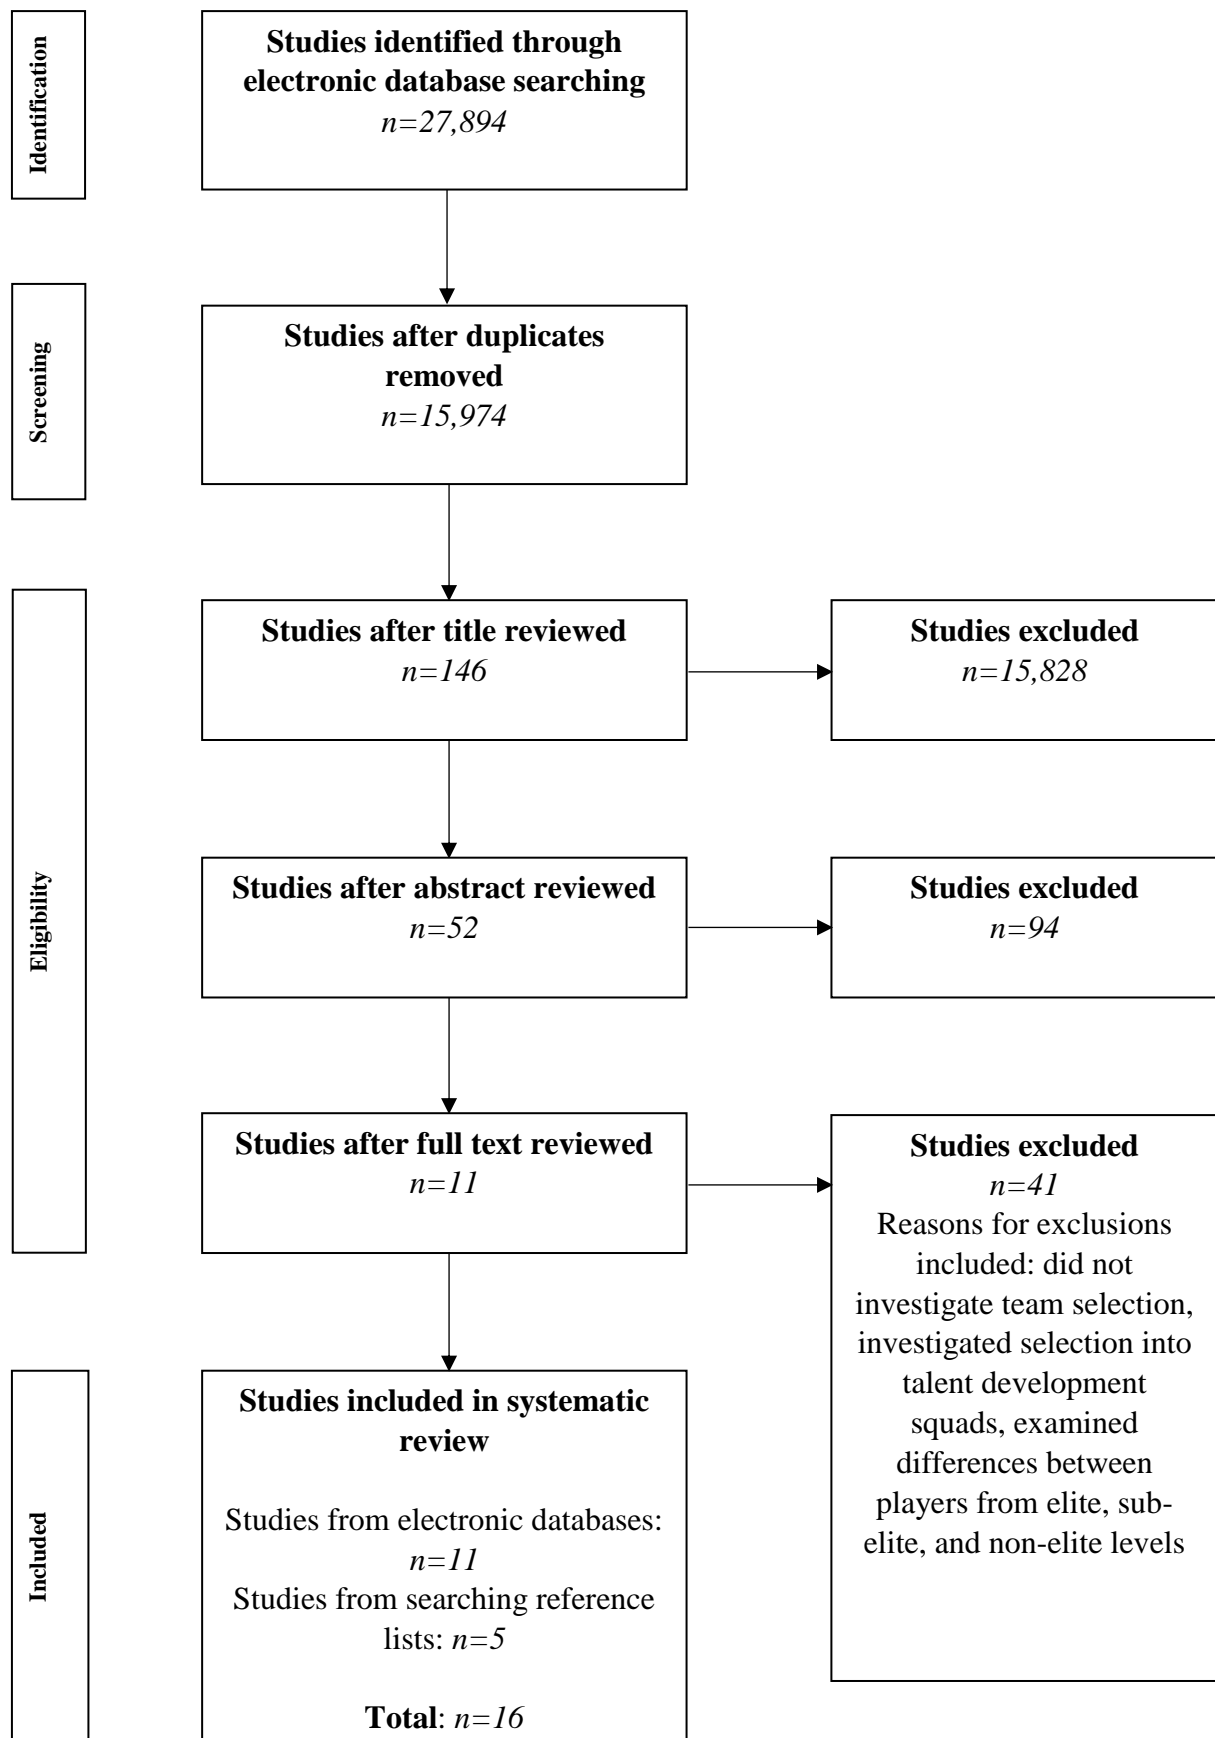 Identification
Studies identified through
electronic database searching
n=27,894
Screening
Studies after duplicates
removed
n=15,974
Eligibility
Studies after title reviewed
n=146
Studies excluded
n=15,828
Studies after abstract reviewed
n=52
Studies excluded
n=94
Studies after full text reviewed
n=11
Studies excluded
n=41
Reasons for exclusions
included: did not
investigate team selection,
investigated selection into
talent development
squads, examined
differences between
players from elite, sub-
elite, and non-elite levels
Included
Studies included in systematic
review
Studies from electronic databases:
n=11
Studies from searching reference
lists: n=5
Total: n=16